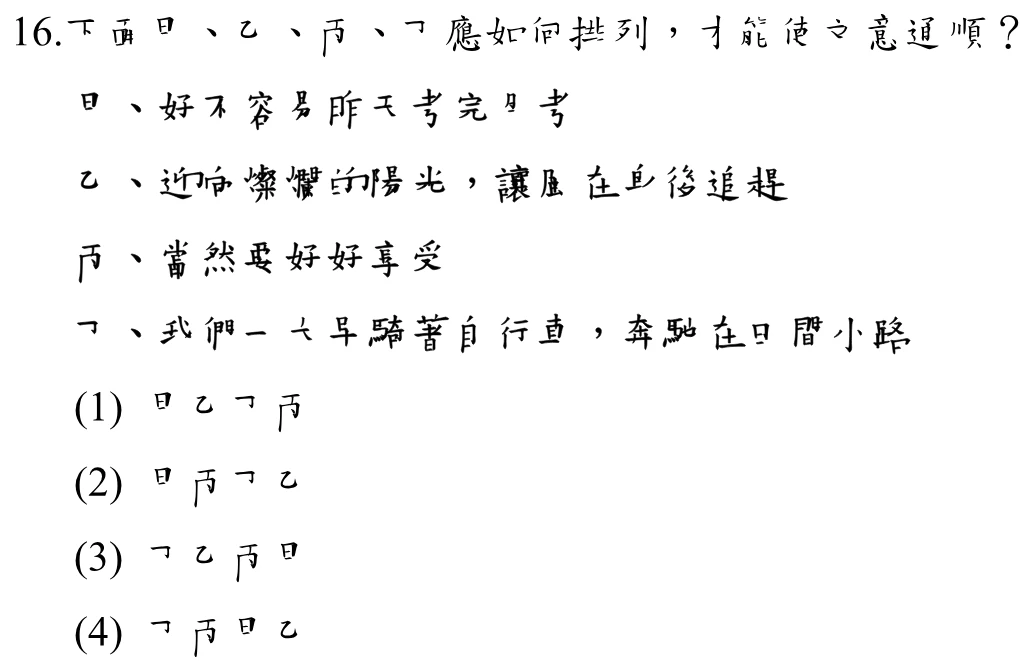 16.下面甲、乙、丙、丁應如何排列，才能使文意通順？
甲、好不容易昨天考完月考
乙、迎向燦爛的陽光，讓風在身後追趕
丙、當然要好好享受
丁、我們一大早騎著自行車，奔馳在田間小路
(1) 甲乙丁丙
(2) 甲丙丁乙
(3) 丁乙丙甲
(4) 丁丙甲乙